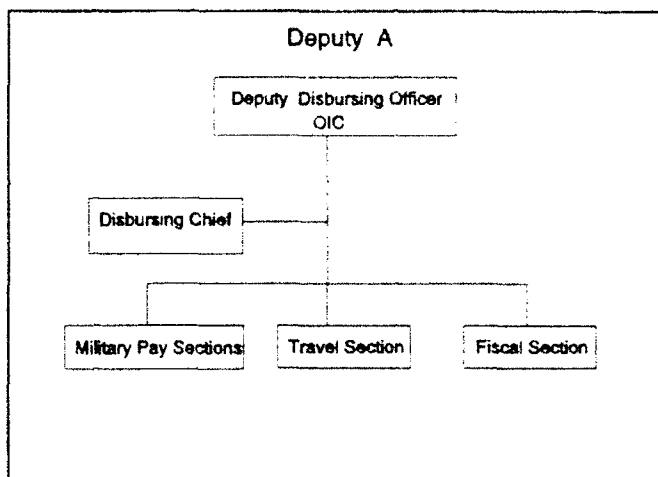 Deputy A
Deputy Disbursing Officer
OIC
Disbursing Chief
Military Pay Sections
Travel Section
Fiscal Section